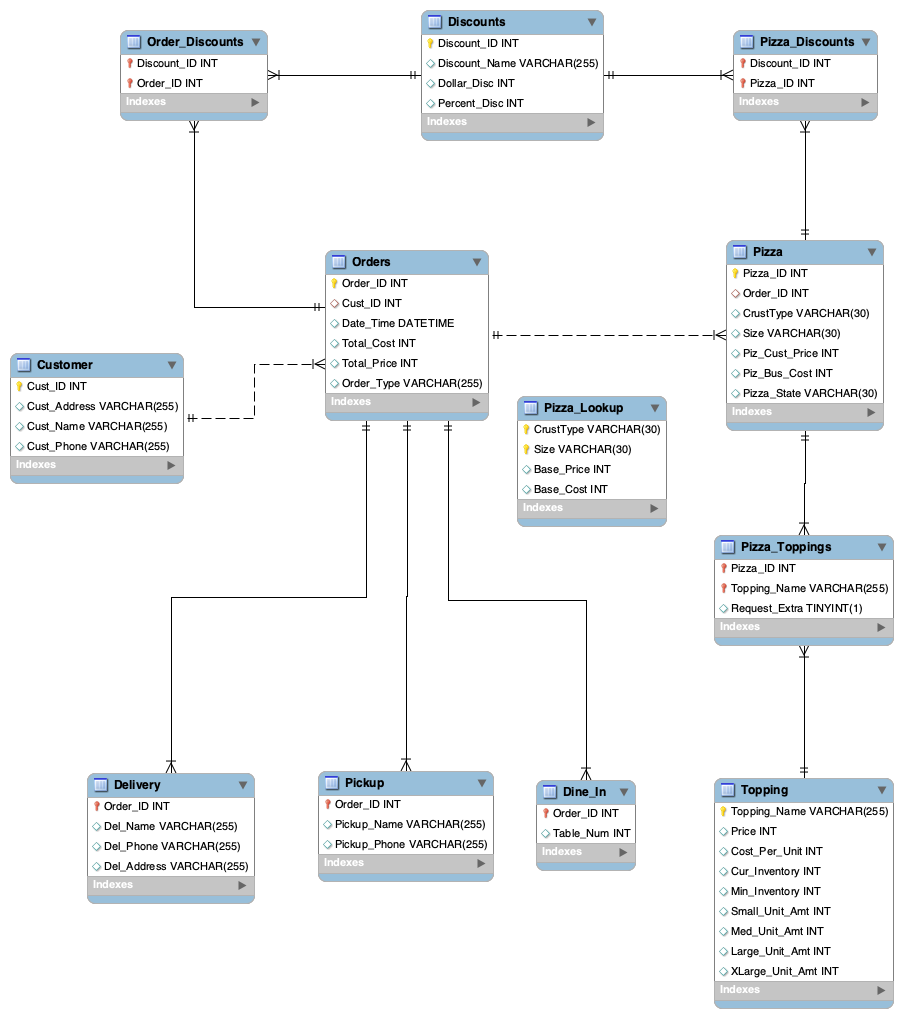 Order_Discounts
Discount_ID INT
Order_ID INT
Indexes
Discounts
Discount_ID INT
Discount_Name VARCHAR(255)
Dollar_Disc INT
Percent_Disc INT
Indexes
Pizza_Discounts
Discount_ID INT
Pizza_ID INT
Indexes
Orders
Order_ID INT
Cust_ID INT
Date_Time DATETIME
Total_Cost INT
Total_Price INT
Order_Type VARCHAR(255)
Indexes
Pizza
Pizza_ID INT
Order_ID INT
CrustType VARCHAR(30)
Size VARCHAR(30)
Piz_Cust_Price INT
Piz_Bus_Cost INT
Pizza_State VARCHAR(30)
Indexes
Customer
Cust_ID INT
Cust_Address VARCHAR(255)
Cust_Name VARCHAR(255)
Cust_Phone VARCHAR(255)
Indexes
Pizza_Lookup
CrustType VARCHAR(30)
Size VARCHAR(30)
Base_Price INT
Base_Cost INT
Indexes
Pizza_Toppings
Pizza_ID INT
Topping_Name VARCHAR(255)
Request_Extra TINYINT(1)
Indexes
Delivery
Order_ID INT
Del_Name VARCHAR(255)
Del_Phone VARCHAR(255)
Del_Address VARCHAR(255)
Indexes
Pickup
Order_ID INT
Pickup_Name VARCHAR(255)
Pickup_Phone VARCHAR(255)
Indexes
Dine_In
Order_ID INT
Table_Num INT
Indexes
Topping
Topping_Name VARCHAR(255)
Price INT
Cost_Per_Unit INT
Cur_Inventory INT
Min_Inventory INT
Small_Unit_Amt INT
Med_Unit_Amt INT
Large_Unit_Amt INT
XLarge_Unit_Amt INT
Indexes